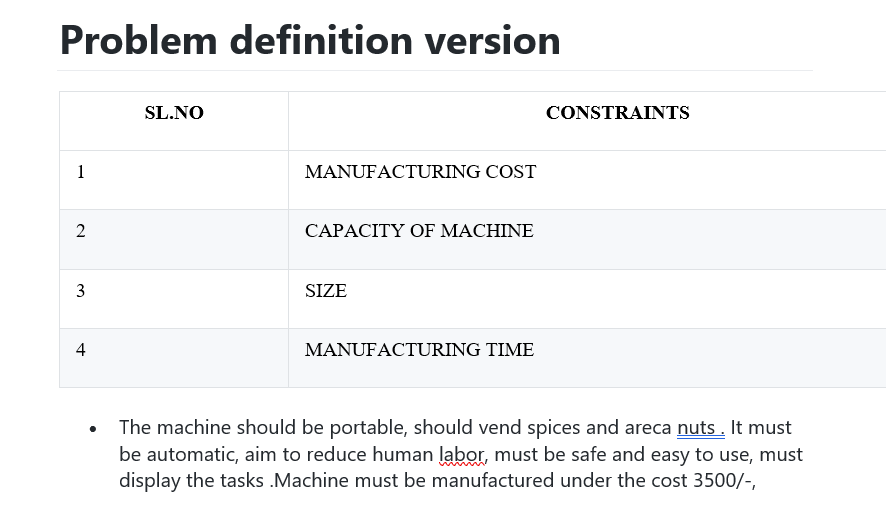 Problem definition version
SL.NO CONSTRAINTS
1 MANUFACTURING COST
2 CAPACITY OF MACHINE
3 SIZE
4 MANUFACTURING TIME
• The machine should be portable, should vend spices and areca nuts . It must
be automatic, aim to reduce human labor, must be safe and easy to use, must
display the tasks .Machine must be manufactured under the cost 3500/-,